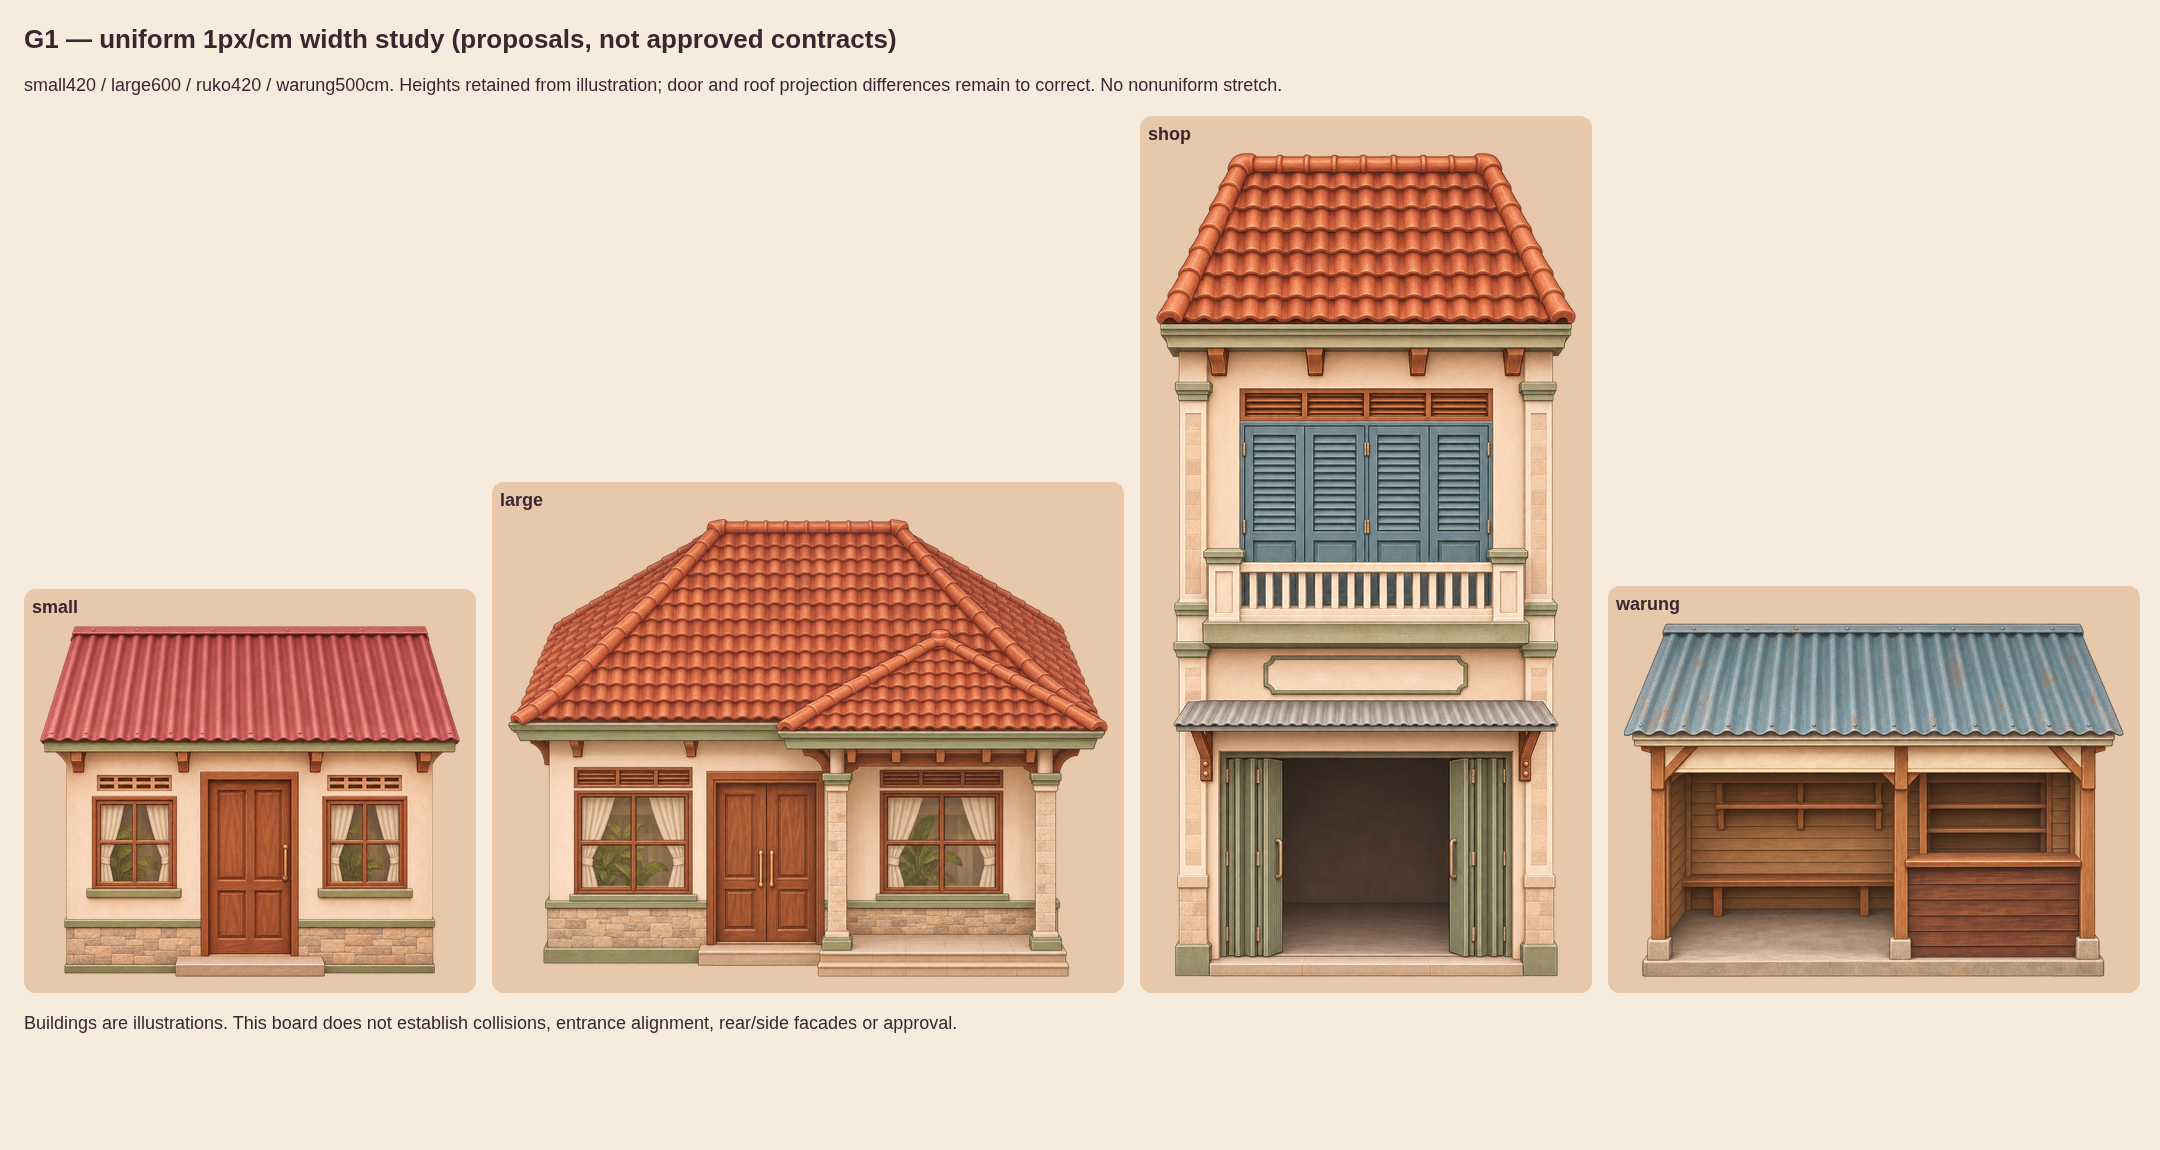 G1 — uniform 1px/cm width study (proposals, not approved contracts)
small420 / large600 / ruko420 / warung500cm. Heights retained from illustration; door and roof projection differences remain to correct. No nonuniform stretch.
shop
large
small
warung
Buildings are illustrations. This board does not establish collisions, entrance alignment, rear/side facades or approval.